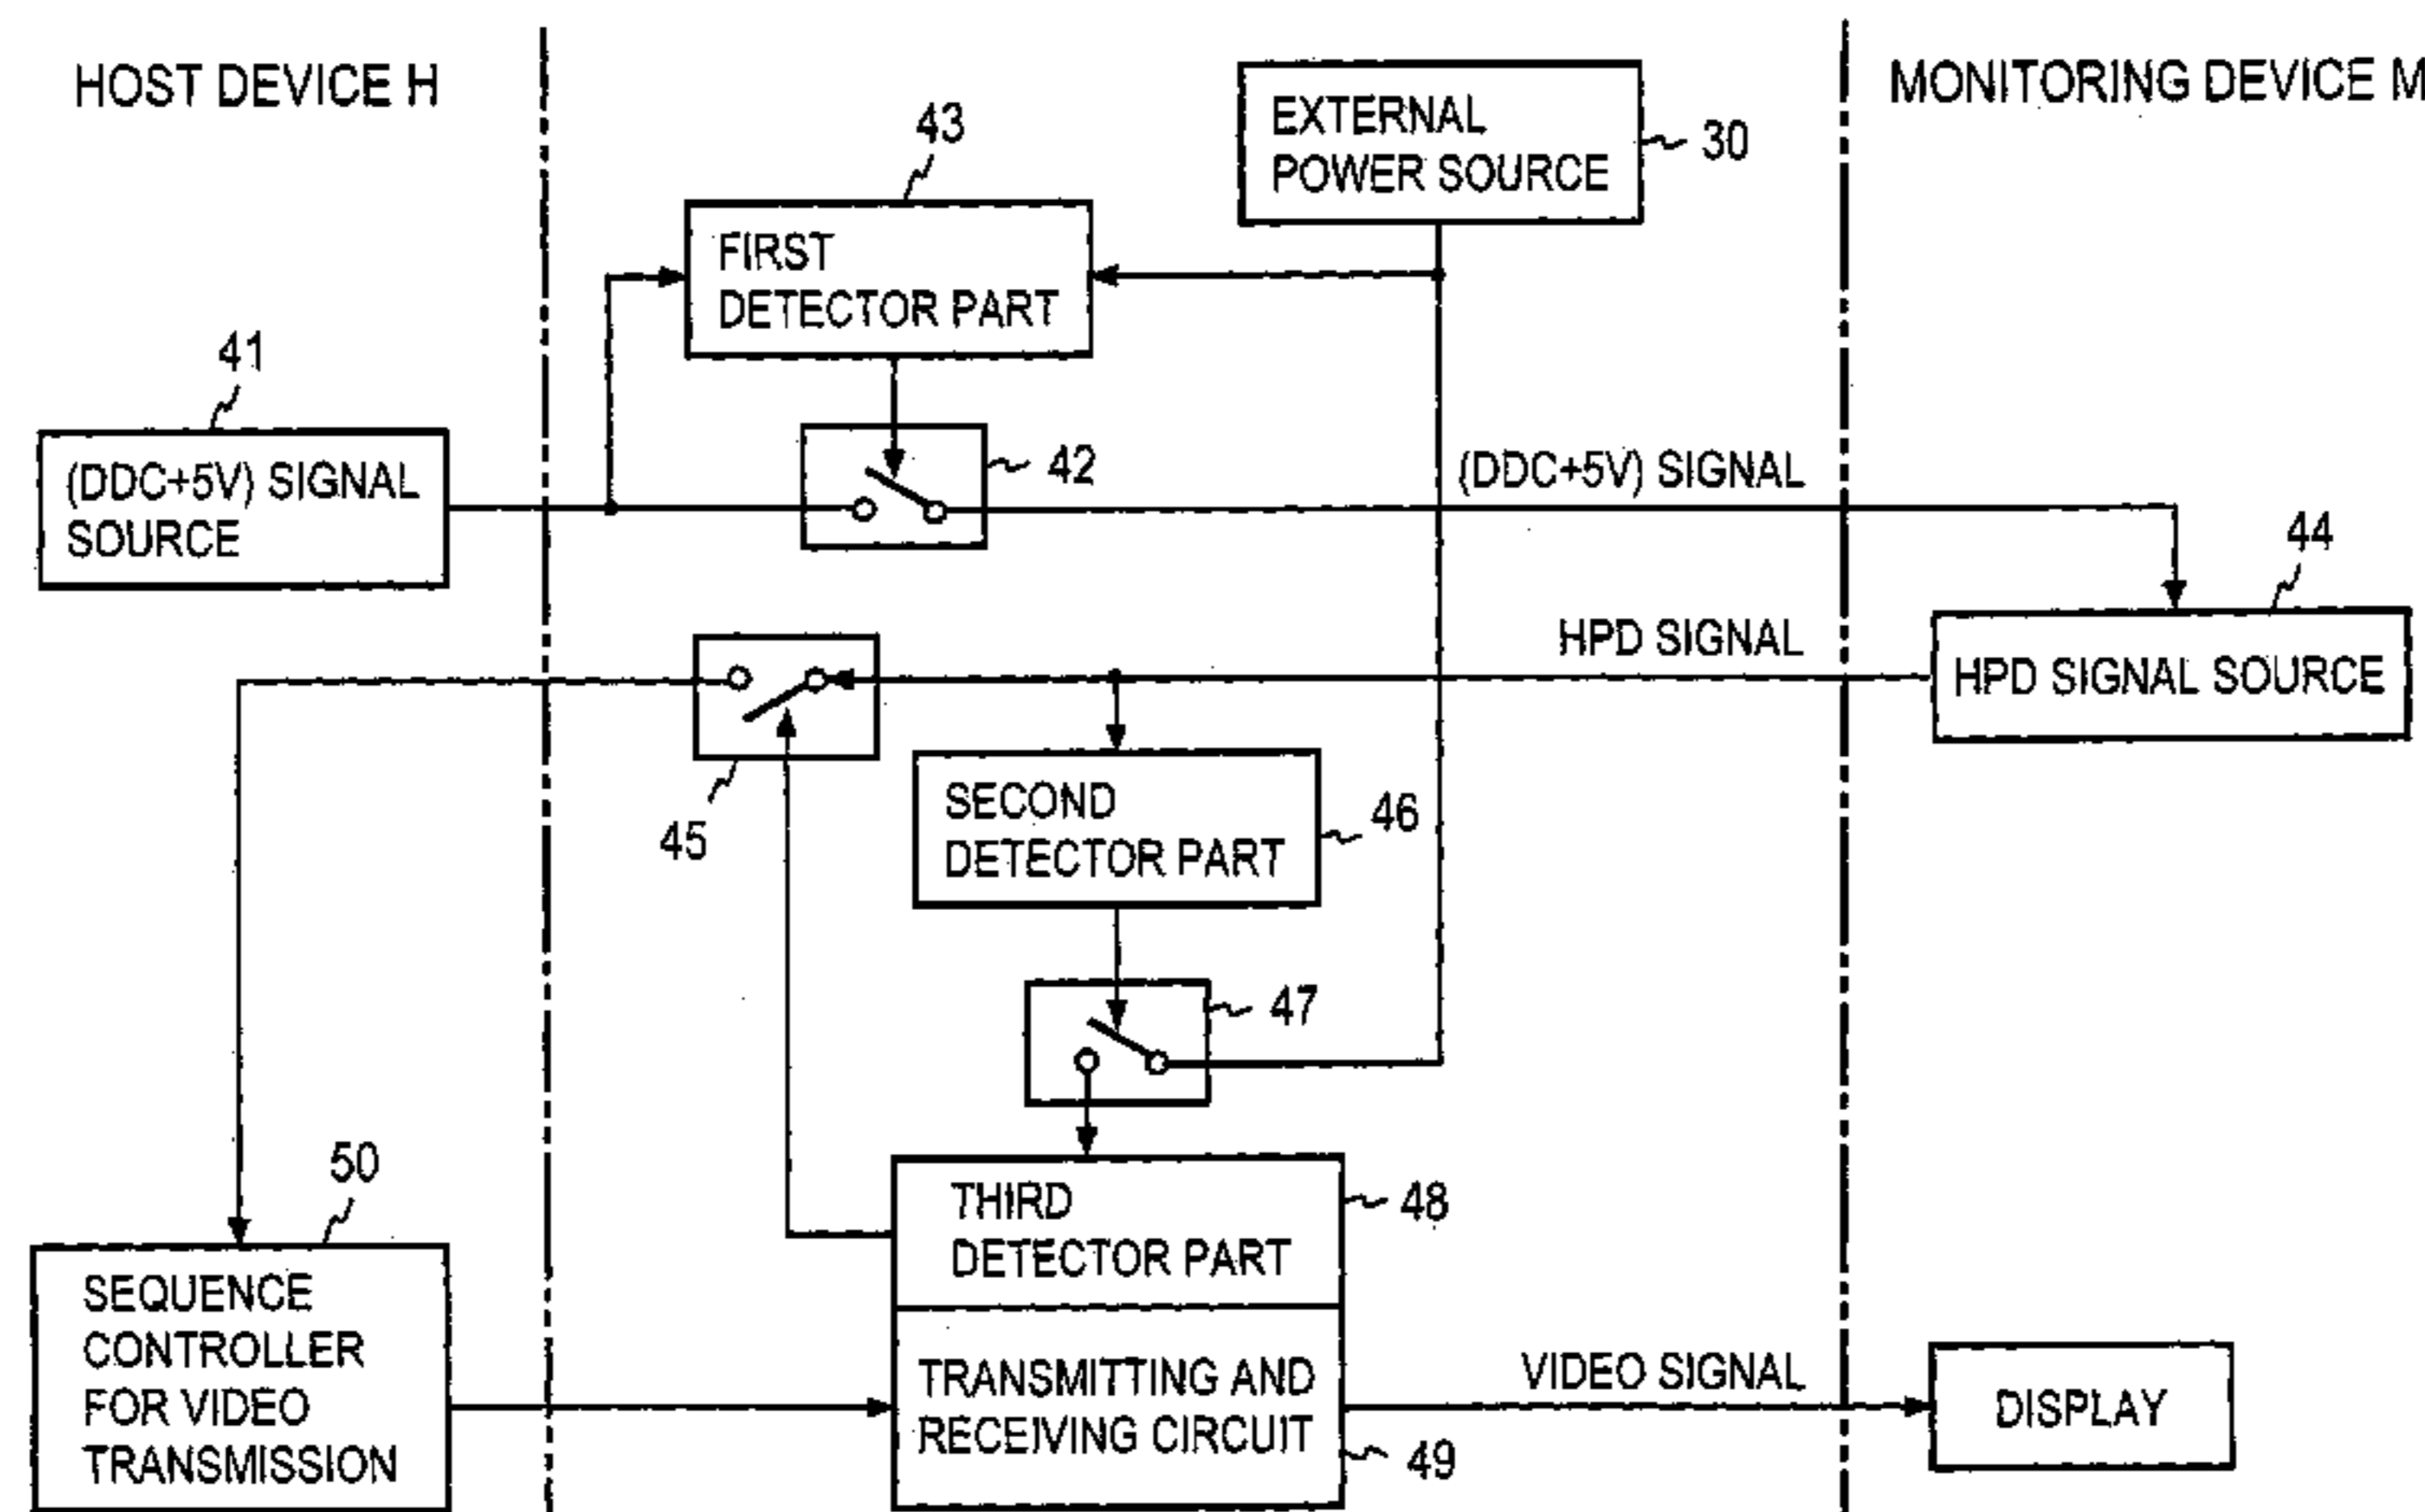 HOST DEVICE H
MONITORING DEVICE M
EXTERNAL
POWER SOURCE
30
43
FIRST
DETECTOR PART
41
(DDC+5V) SIGNAL
SOURCE
42
(DDC+5V) SIGNAL
44
HPD SIGNAL
HPD SIGNAL SOURCE
45
SECOND
DETECTOR PART
46
47
50
SEQUENCE
CONTROLLER
FOR VIDEO
TRANSMISSION
THIRD
DETECTOR PART
48
TRANSMITTING AND
RECEIVING CIRCUIT
49
VIDEO SIGNAL
DISPLAY